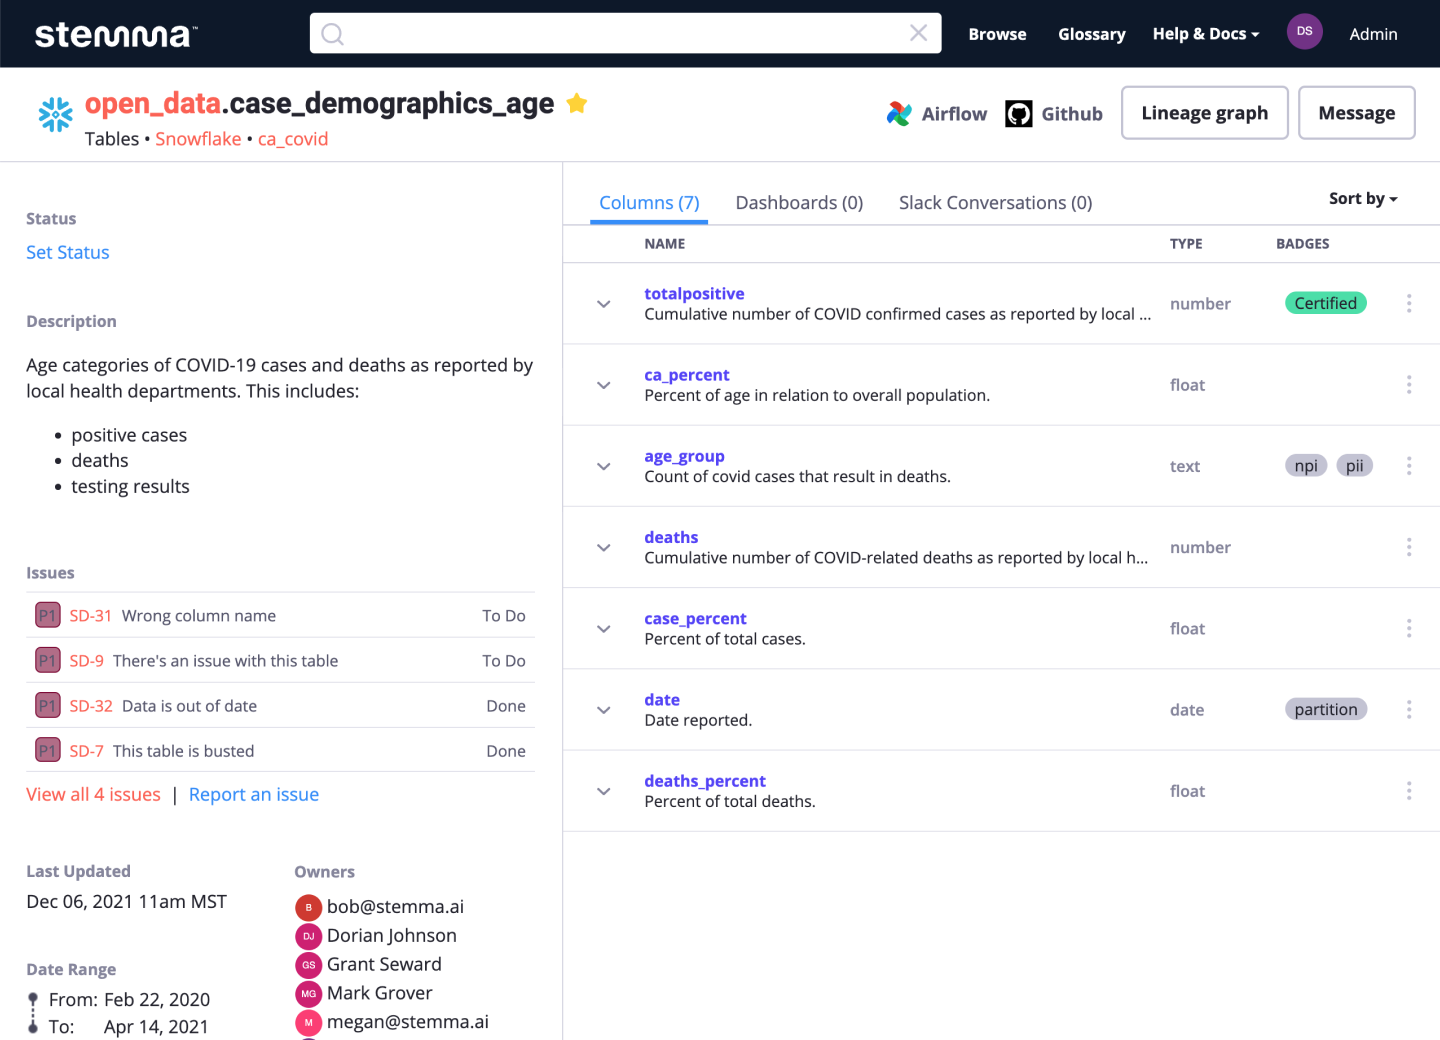 stemma™
Browse
Glossary
Help & Docs
DS
Admin
open_data.case_demographics_age
Tables • Snowflake • ca_covid
Airflow
Github
Lineage graph
Message
Status
Set Status
Description
Age categories of COVID-19 cases and deaths as reported by
local health departments. This includes:
• positive cases
• deaths
• testing results
Issues
P1 SD-31 Wrong column name To Do
P1 SD-9 There's an issue with this table To Do
P1 SD-32 Data is out of date Done
P1 SD-7 This table is busted Done
View all 4 issues | Report an issue
Last Updated
Dec 06, 2021 11am MST
Date Range
From: Feb 22, 2020
To: Apr 14, 2021
Owners
B bob@stemma.ai
DJ Dorian Johnson
GS Grant Seward
MG Mark Grover
M megan@stemma.ai
Columns (7)
Dashboards (0)
Slack Conversations (0)
Sort by
NAME TYPE BADGES
totalpositive
Cumulative number of COVID confirmed cases as reported by local ...
number
Certified
ca_percent
Percent of age in relation to overall population.
float
age_group
Count of covid cases that result in deaths.
text
npi pii
deaths
Cumulative number of COVID-related deaths as reported by local h...
number
case_percent
Percent of total cases.
float
date
Date reported.
date
partition
deaths_percent
Percent of total deaths.
float